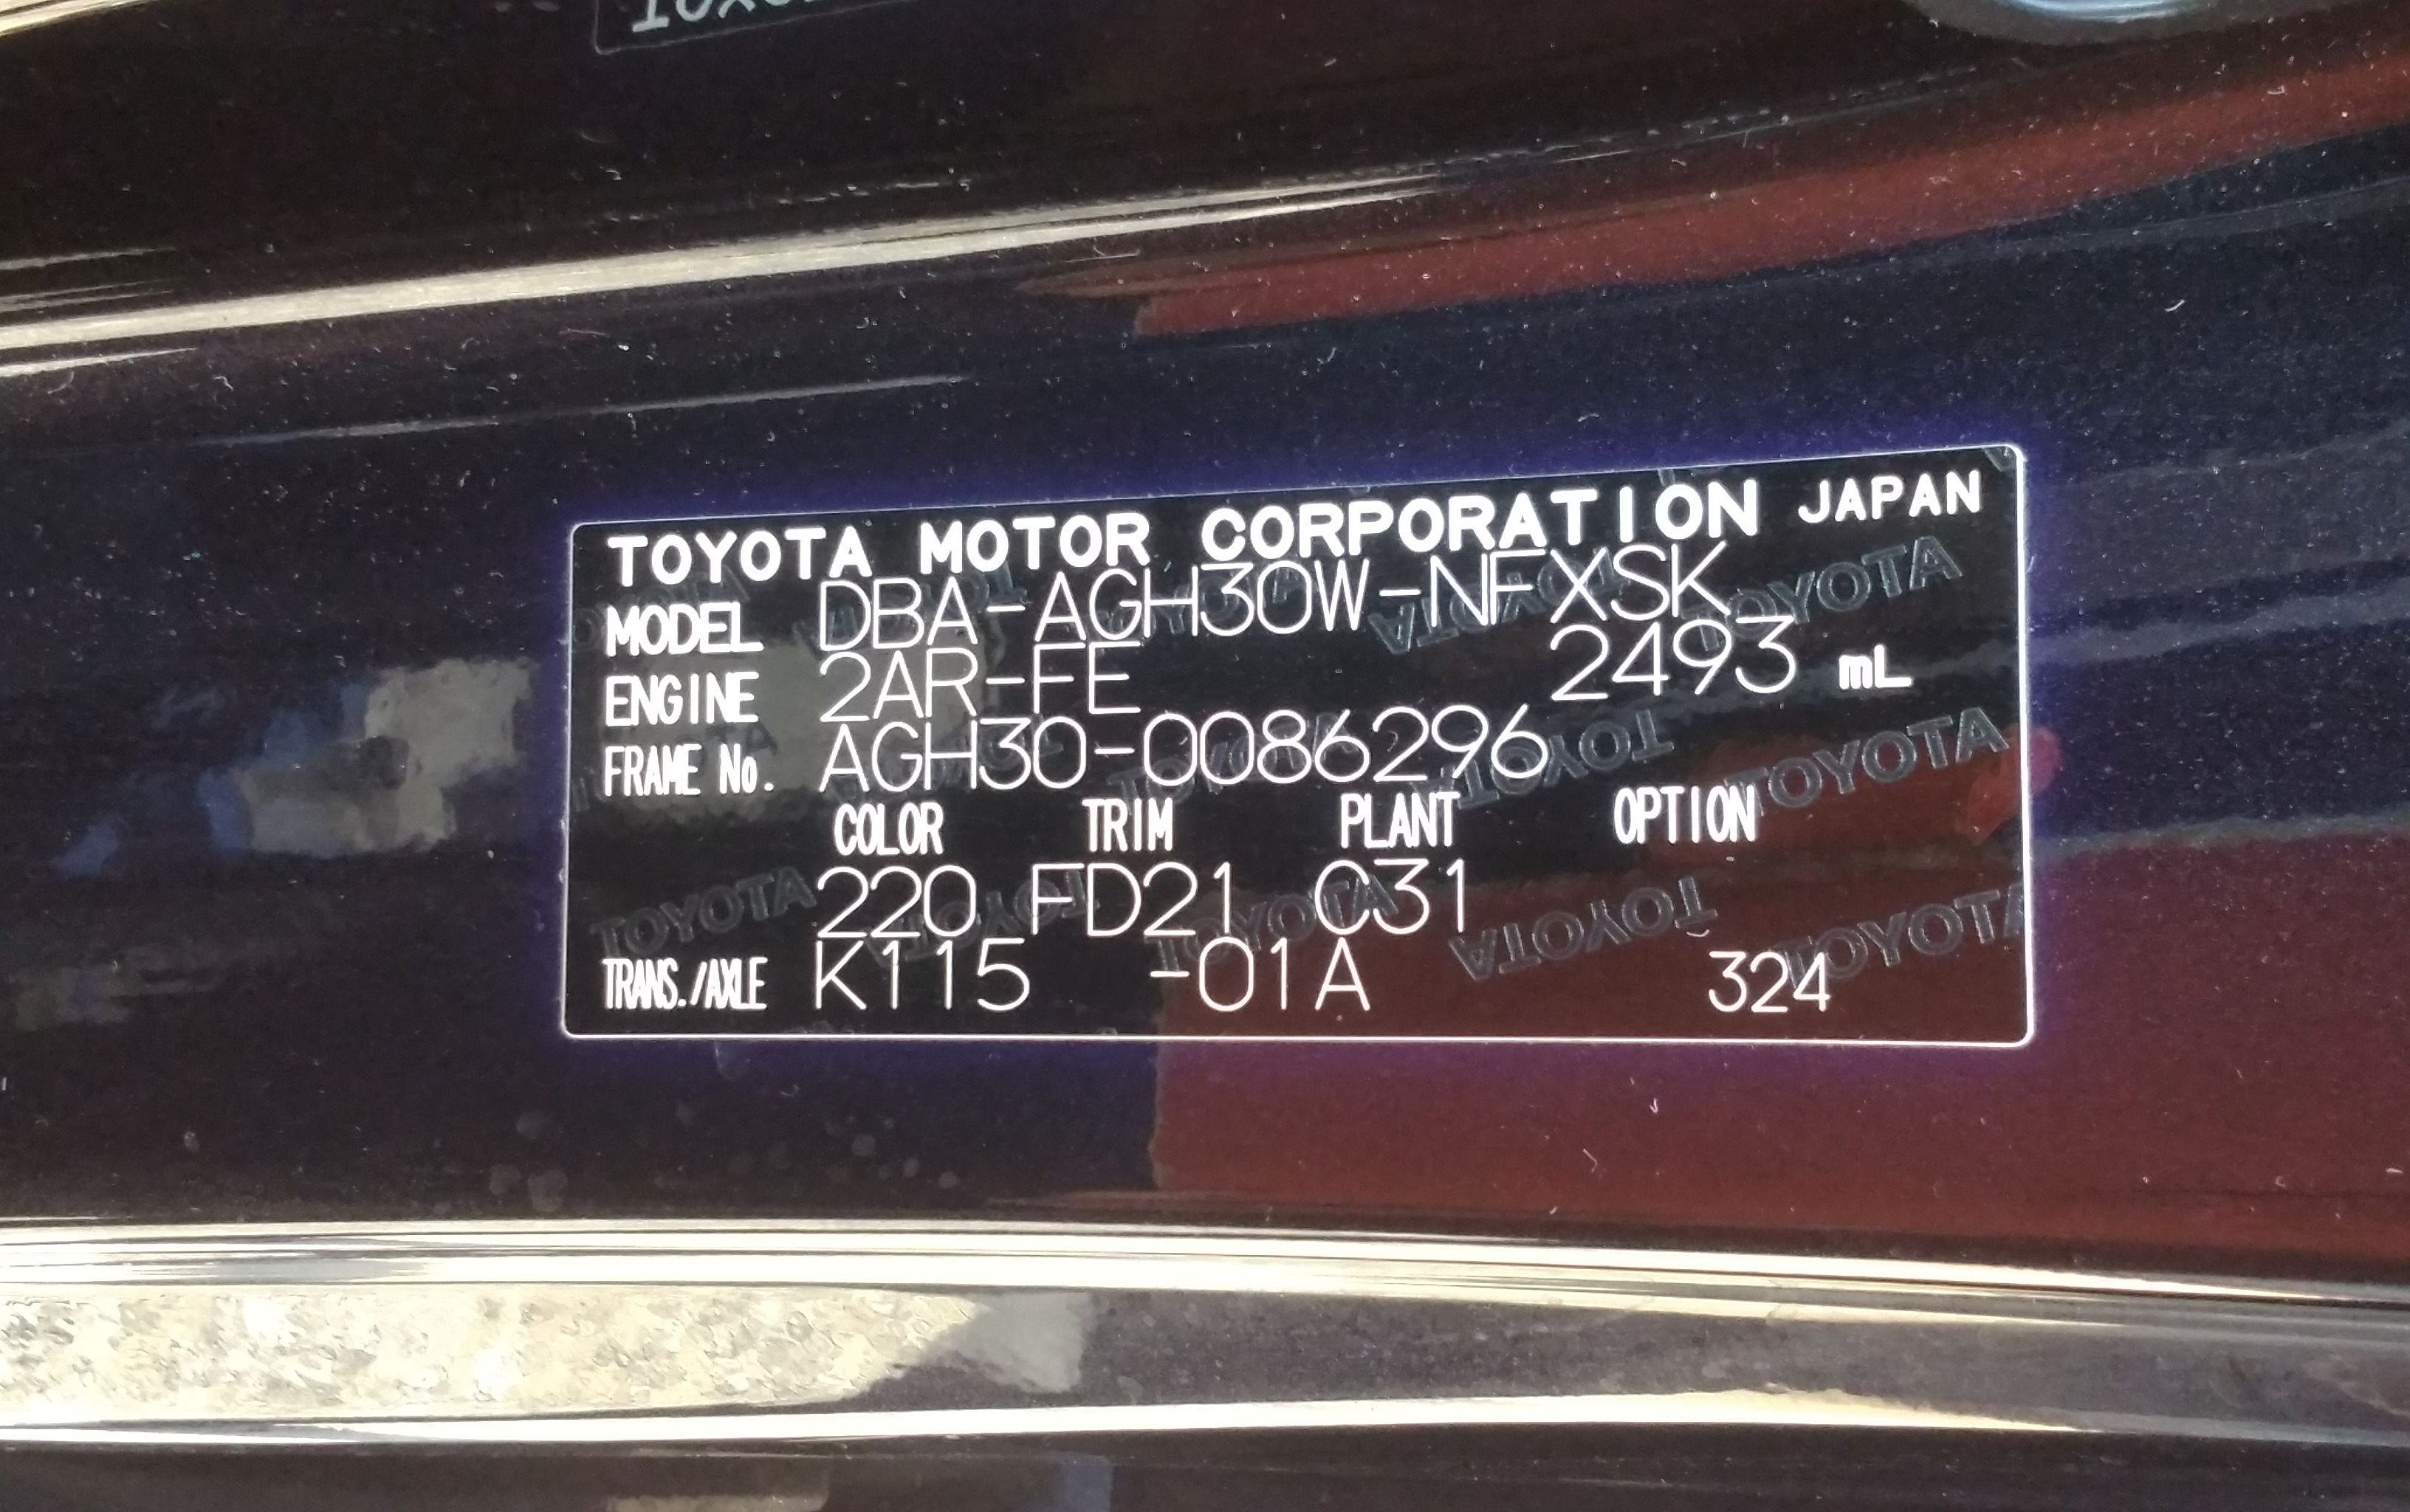 TOYOTA MOTOR CORPORATION JAPAN
MODEL DBA-AGH30W-NFXSK
ENGINE 2AR-FE 2493 mL
FRAME No. AGH30-0086296
COLOR TRIM PLANT OPTION
220 FD21 C31
TRANS./AXLE K115 -01A 324